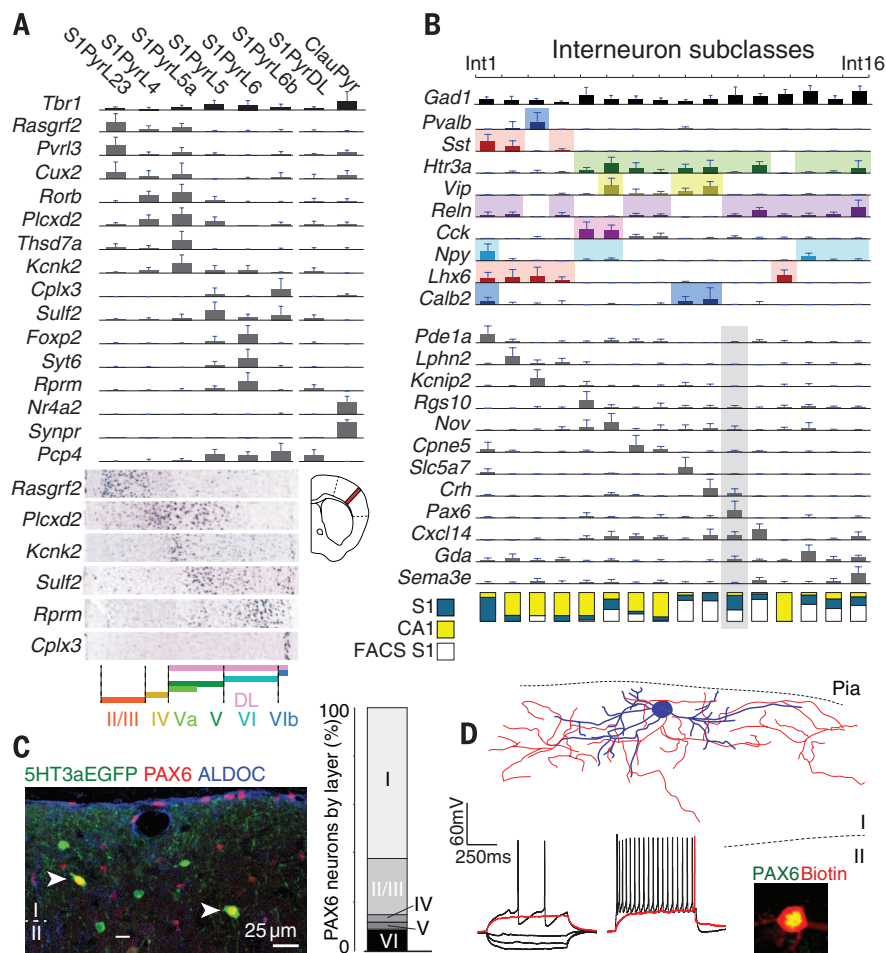 A
S1PyrL23
S1PyrL4
S1PyrL5a
S1PyrL5
S1PyrL6
S1PyrL6b
S1PyrDL
ClauPyr
Tbr1
Rasgrf2
Pvrl3
Cux2
Rorb
Plcxd2
Thsd7a
Kcnk2
Cplx3
Sulf2
Foxp2
Syt6
Rprm
Nr4a2
Synpr
Pcp4
Rasgrf2
Plcxd2
Kcnk2
Sulf2
Rprm
Cplx3
DL
II/III IV Va V VI VIb
B
Interneuron subclasses
Int1 Int16
Gad1
Pvalb
Sst
Htr3a
Vip
Reln
Cck
Npy
Lhx6
Calb2
Pde1a
Lphn2
Kcnip2
Rgs10
Nov
Cpne5
Slc5a7
Crh
Pax6
Cxcl14
Gda
Sema3e
S1
CA1
FACS S1
C
5HT3aEGFP PAX6 ALDOC
I
II
25 µm
PAX6 neurons by layer (%)
100
0
I
II/III
IV
V
VI
D
Pia
I
II
60mV
250ms
PAX6Biotin